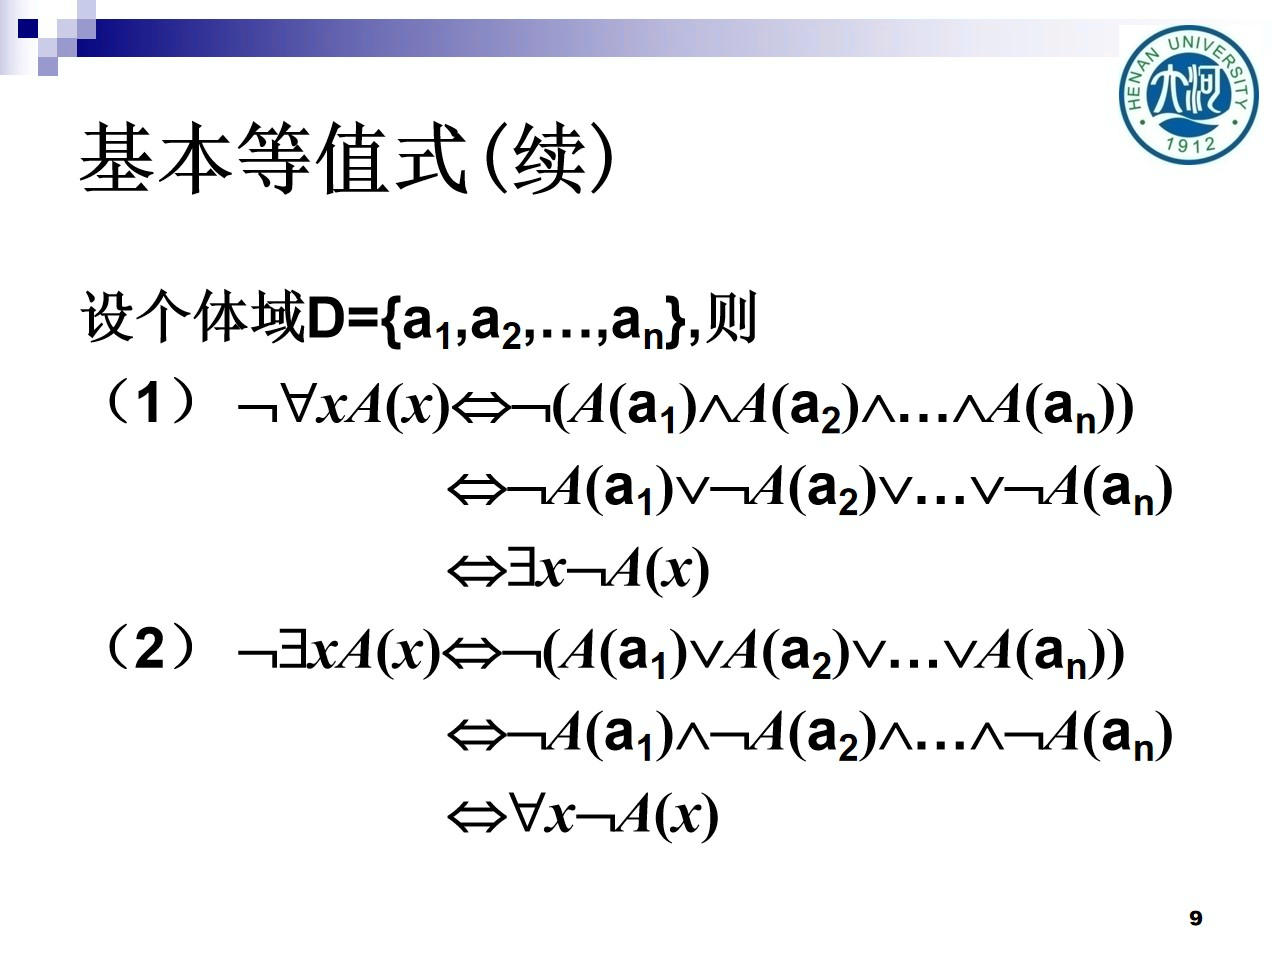 HENAN UNIVERSITY
1912
基本等值式(续)
设个体域D={a₁,a₂,…,aₙ},则
（1） ¬∀xA(x)⇔¬(A(a₁)∧A(a₂)∧…∧A(aₙ))
⇔¬A(a₁)∨¬A(a₂)∨…∨¬A(aₙ)
⇔∃x¬A(x)
（2） ¬∃xA(x)⇔¬(A(a₁)∨A(a₂)∨…∨A(aₙ))
⇔¬A(a₁)∧¬A(a₂)∧…∧¬A(aₙ)
⇔∀x¬A(x)
9